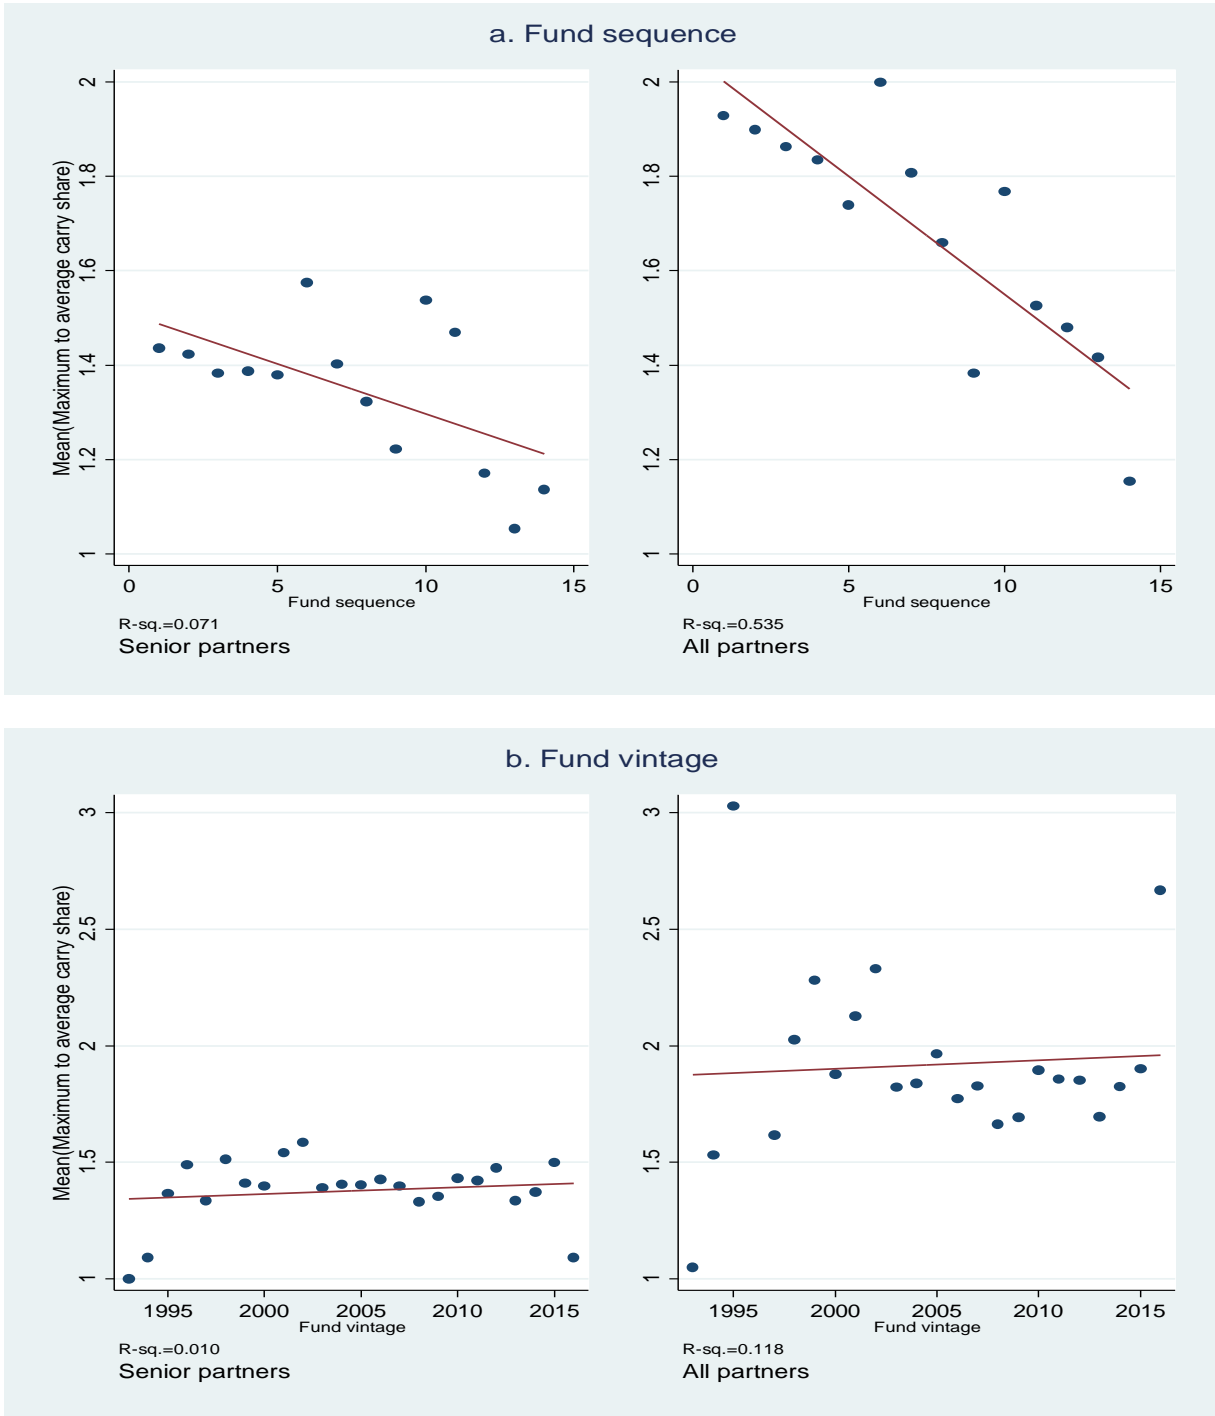 a. Fund sequence
Mean(Maximum to average carry share)
2
1.8
1.6
1.4
1.2
1
0 5 10 15
Fund sequence
R-sq.=0.071
Senior partners
2
1.8
1.6
1.4
1.2
1
0 5 10 15
Fund sequence
R-sq.=0.535
All partners
b. Fund vintage
Mean(Maximum to average carry share)
3
2.5
2
1.5
1
1995 2000 2005 2010 2015
Fund vintage
R-sq.=0.010
Senior partners
3
2.5
2
1.5
1
1995 2000 2005 2010 2015
Fund vintage
R-sq.=0.118
All partners